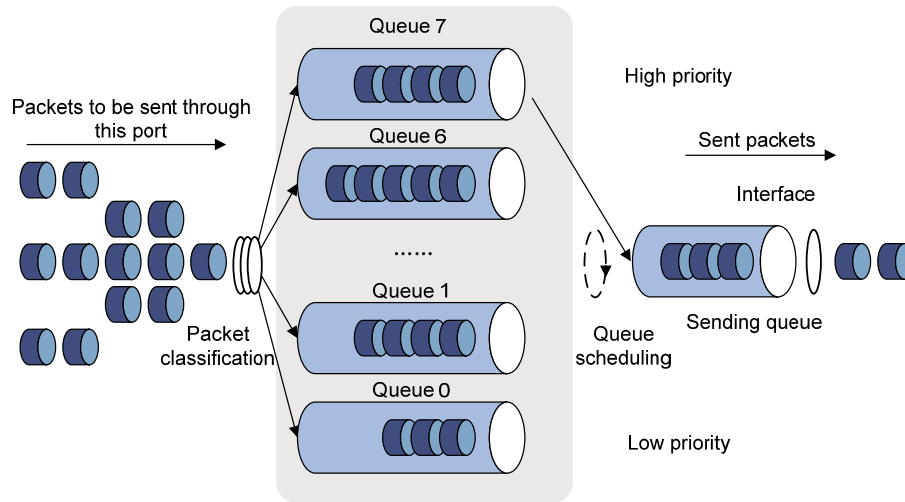 Queue 7
High priority
Packets to be sent through
this port
Queue 6
Sent packets
Interface
......
Queue 1
Packet
classification
Queue
scheduling
Sending queue
Queue 0
Low priority